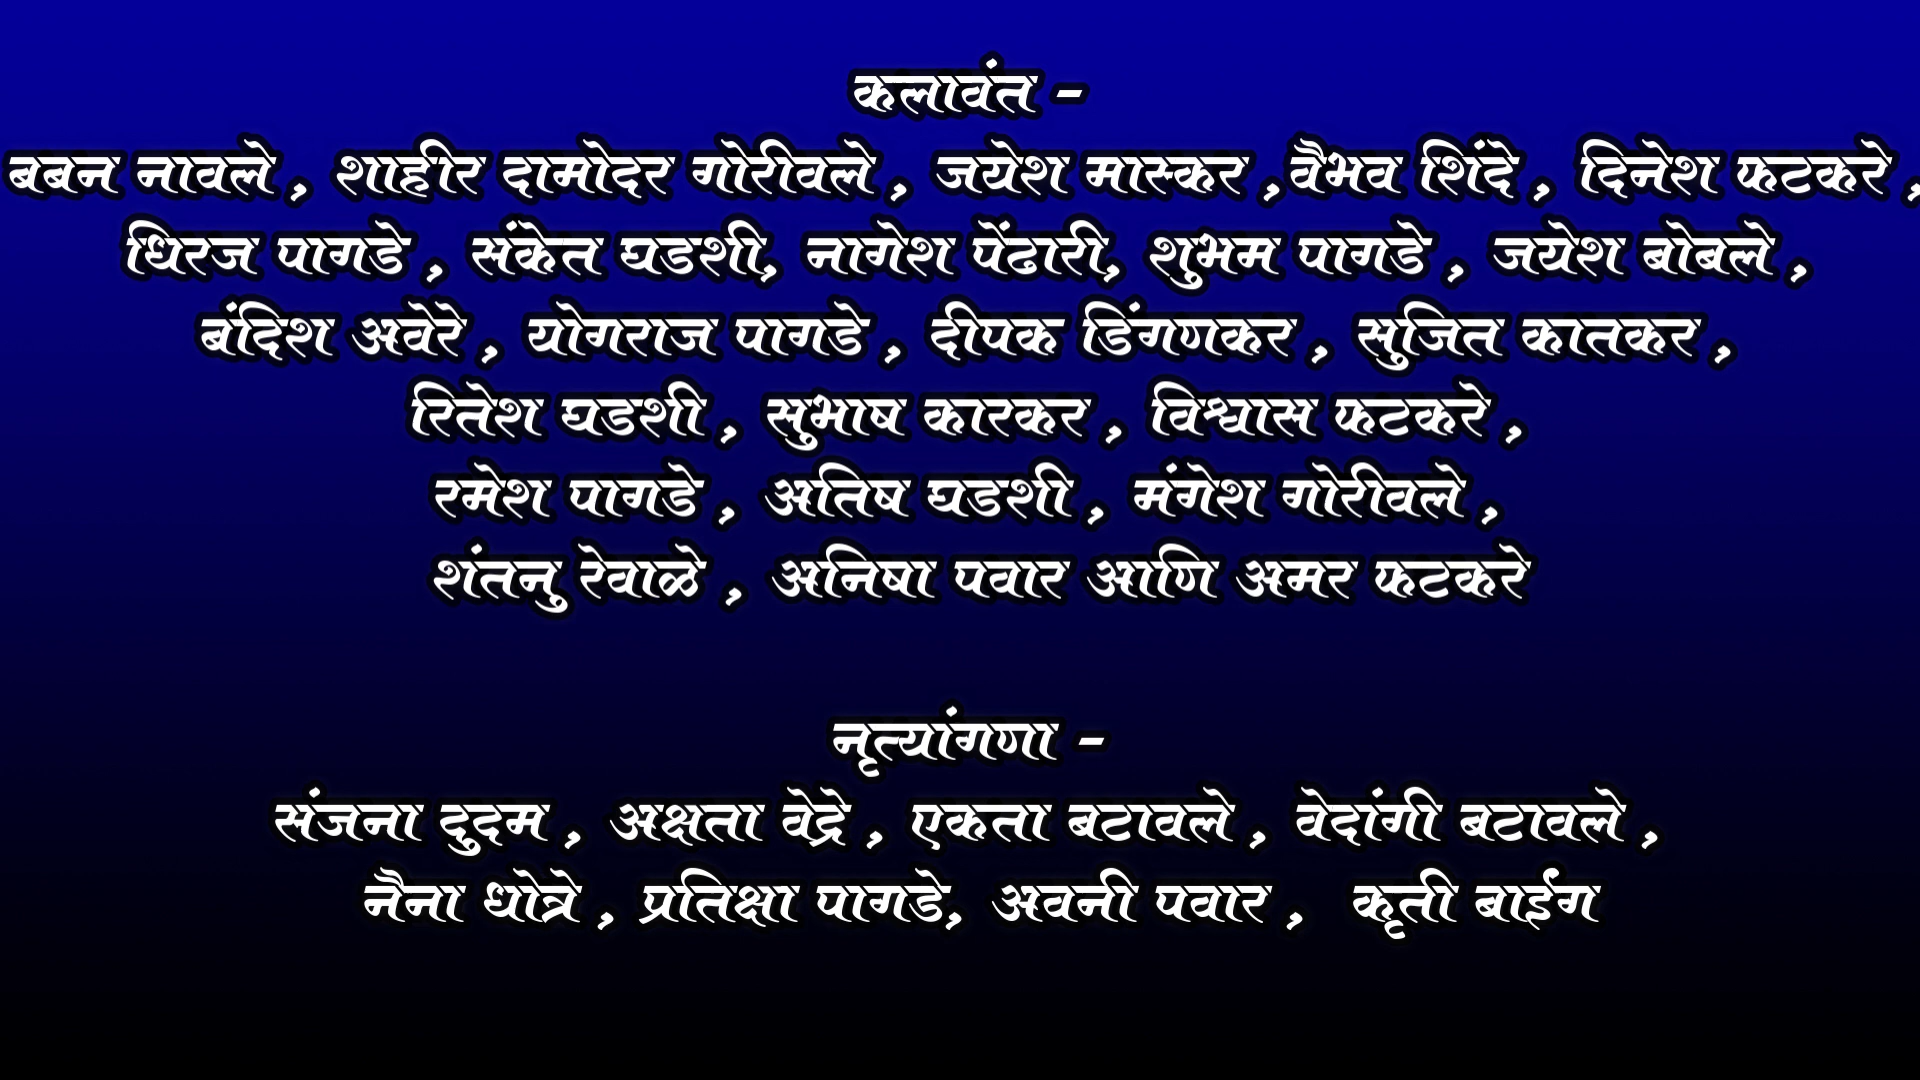 कलावंत -
बबन नावले , शाहीर दामोदर गोरीवले , जयेश मास्कर ,वैभव शिंदे , दिनेश फटकरे ,
धिरज पागडे , संकेत घडशी, नागेश पेंढारी, शुभम पागडे , जयेश बोबले ,
बंदिश अवेरे , योगराज पागडे , दीपक डिंगणकर , सुजित कातकर ,
रितेश घडशी , सुभाष कारकर , विश्वास फटकरे ,
रमेश पागडे , अतिष घडशी , मंगेश गोरीवले ,
शंतनु रेवाळे , अनिषा पवार आणि अमर फटकरे
नृत्यांगणा -
संजना दुदम , अक्षता वेद्रे , एकता बटावले , वेदांगी बटावले ,
नैना धोत्रे , प्रतिक्षा पागडे, अवनी पवार , कृती बाईंग